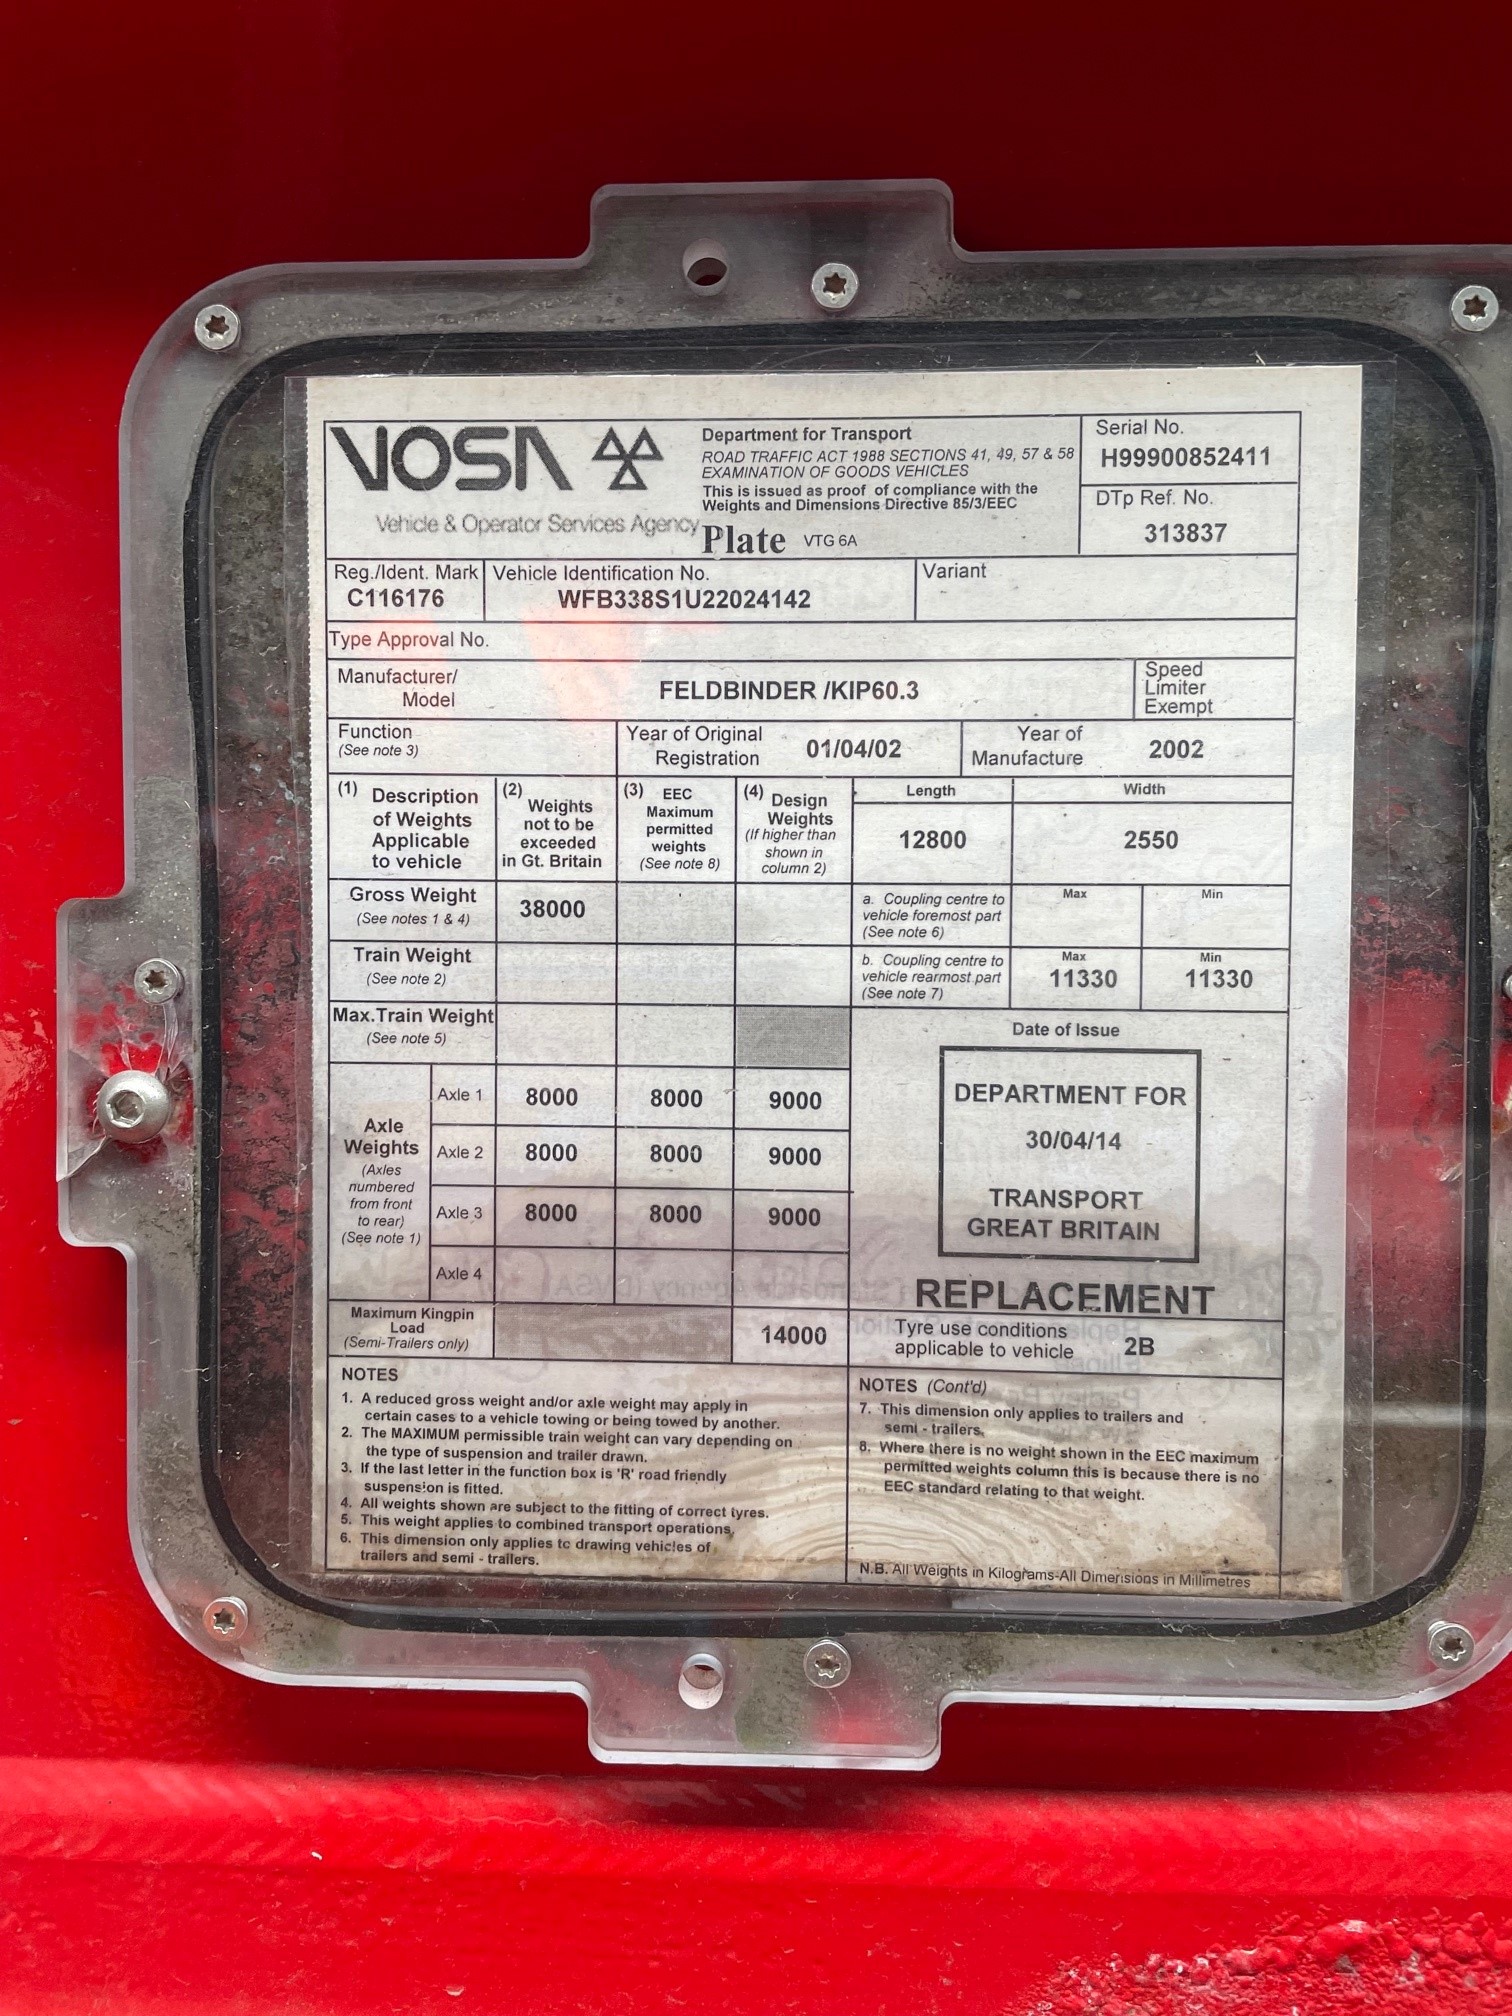 VOSA
Vehicle & Operator Services Agency
Department for Transport
ROAD TRAFFIC ACT 1988 SECTIONS 41, 49, 57 & 58
EXAMINATION OF GOODS VEHICLES
This is issued as proof of compliance with the
Weights and Dimensions Directive 85/3/EEC
Plate VTG 6A
Serial No.
H99900852411
DTp Ref. No.
313837
Reg./Ident. Mark
C116176
Vehicle Identification No.
WFB338S1U22024142
Variant
Type Approval No.
Manufacturer/
Model
FELDBINDER /KIP60.3
Speed
Limiter
Exempt
Function
(See note 3)
Year of Original
Registration
01/04/02
Year of
Manufacture
2002
(1) Description
of Weights
Applicable
to vehicle
(2) Weights
not to be
exceeded
in Gt. Britain
(3) EEC
Maximum
permitted
weights
(See note 8)
(4) Design
Weights
(If higher than
shown in
column 2)
Length
12800
Width
2550
Gross Weight
(See notes 1 & 4)
38000
a. Coupling centre to
vehicle foremost part
(See note 6)
Max
Min
Train Weight
(See note 2)
b. Coupling centre to
vehicle rearmost part
(See note 7)
Max
11330
Min
11330
Max.Train Weight
(See note 5)
Axle
Weights
(Axles
numbered
from front
to rear)
(See note 1)
Axle 1 8000 8000 9000
Axle 2 8000 8000 9000
Axle 3 8000 8000 9000
Axle 4
Maximum Kingpin
Load
(Semi-Trailers only)
14000
Date of Issue
DEPARTMENT FOR
30/04/14
TRANSPORT
GREAT BRITAIN
REPLACEMENT
Tyre use conditions
applicable to vehicle
2B
NOTES
1. A reduced gross weight and/or axle weight may apply in
certain cases to a vehicle towing or being towed by another.
2. The MAXIMUM permissible train weight can vary depending on
the type of suspension and trailer drawn.
3. If the last letter in the function box is 'R' road friendly
suspension is fitted.
4. All weights shown are subject to the fitting of correct tyres.
5. This weight applies to combined transport operations.
6. This dimension only applies to drawing vehicles of
trailers and semi - trailers.
NOTES (Cont'd)
7. This dimension only applies to trailers and
semi - trailers.
8. Where there is no weight shown in the EEC maximum
permitted weights column this is because there is no
EEC standard relating to that weight.
N.B. All Weights in Kilograms-All Dimensions in Millimetres